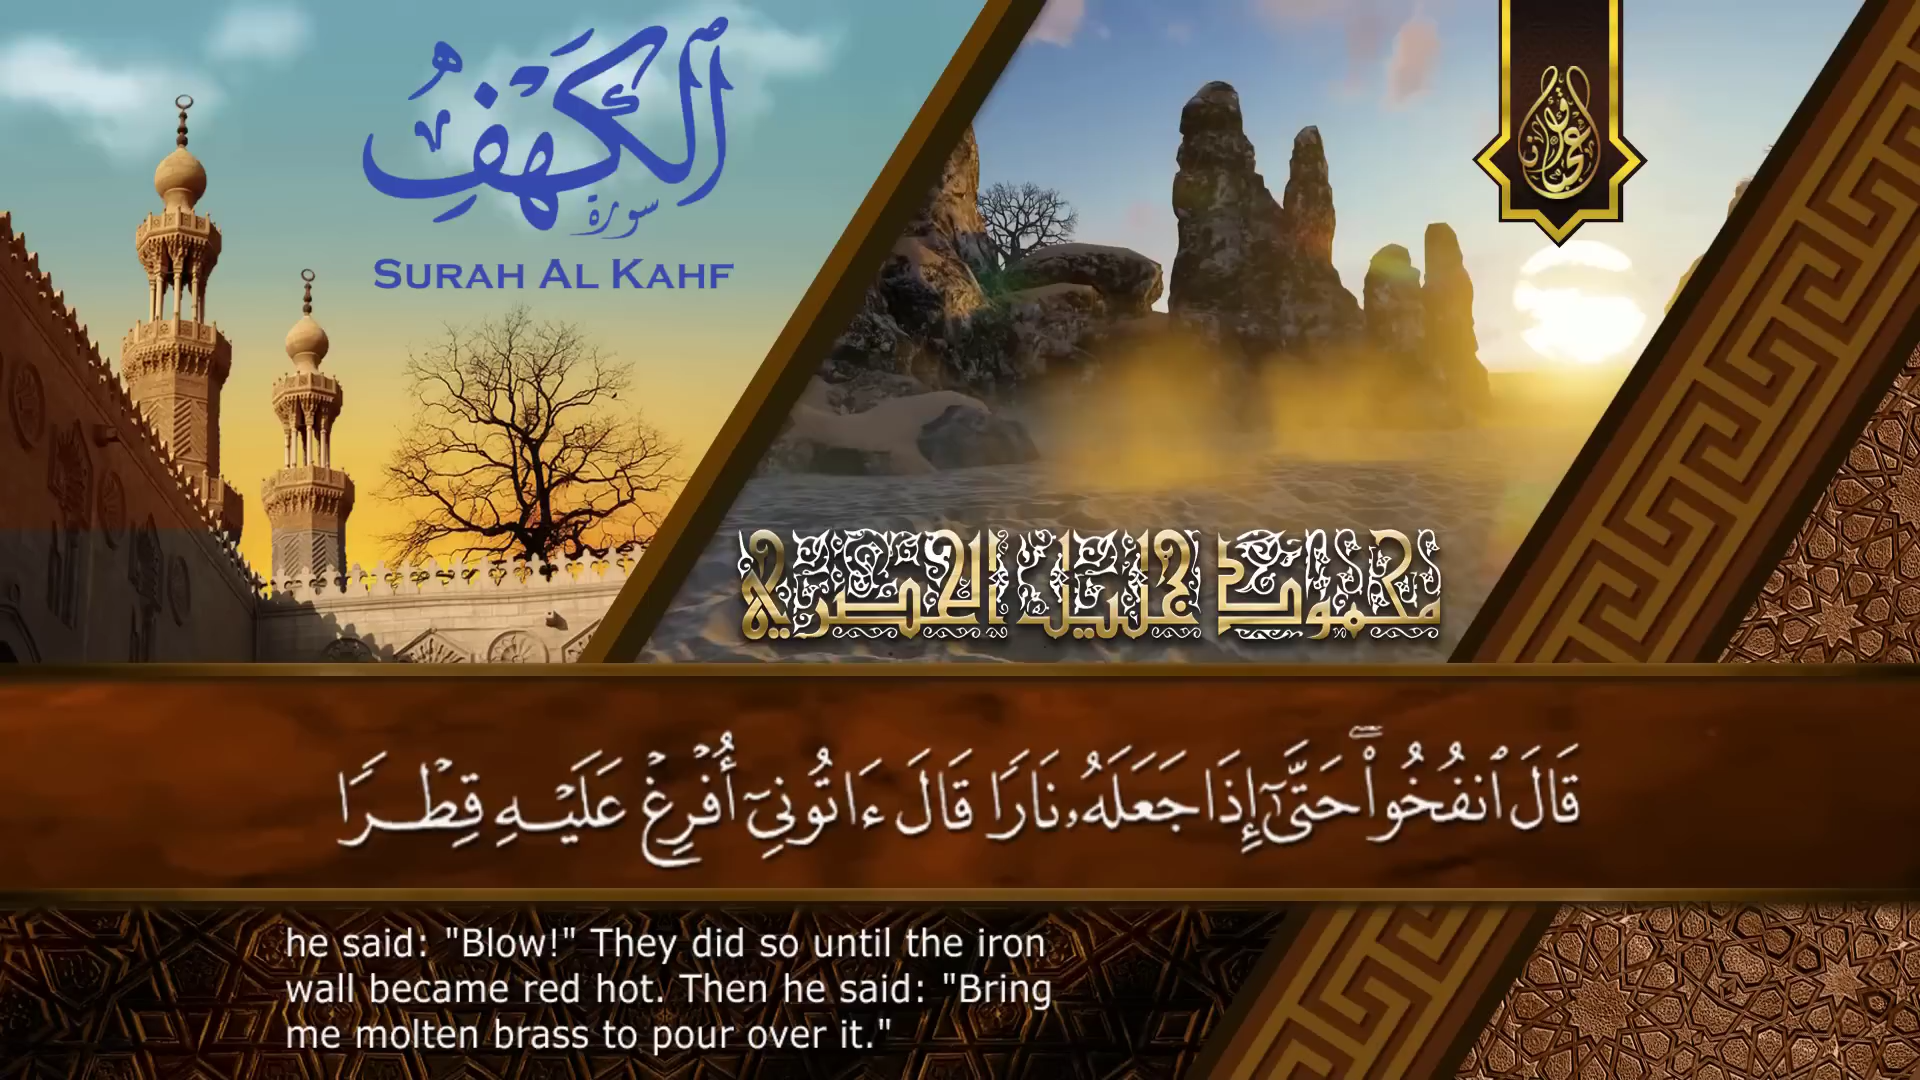 الكهف
سورة
SURAH AL KAHF
محمود خليل الحصري
قَالَ ٱنفُخُوا۟ ۖ حَتَّىٰٓ إِذَا جَعَلَهُۥ نَارًا قَالَ ءَاتُونِىٓ أُفْرِغْ عَلَيْهِ قِطْرًا
he said: "Blow!" They did so until the iron
wall became red hot. Then he said: "Bring
me molten brass to pour over it."